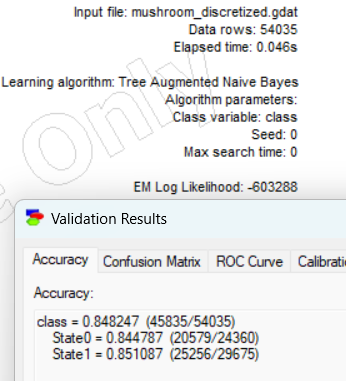 Input file: mushroom_discretized.gdat
Data rows: 54035
Elapsed time: 0.046s
Learning algorithm: Tree Augmented Naive Bayes
Algorithm parameters:
Class variable: class
Seed: 0
Max search time: 0
EM Log Likelihood: -603288
only
Validation Results
Accuracy Confusion Matrix ROC Curve Calibrati
Accuracy:
class = 0.848247 (45835/54035)
State0 = 0.844787 (20579/24360)
State1 = 0.851087 (25256/29675)